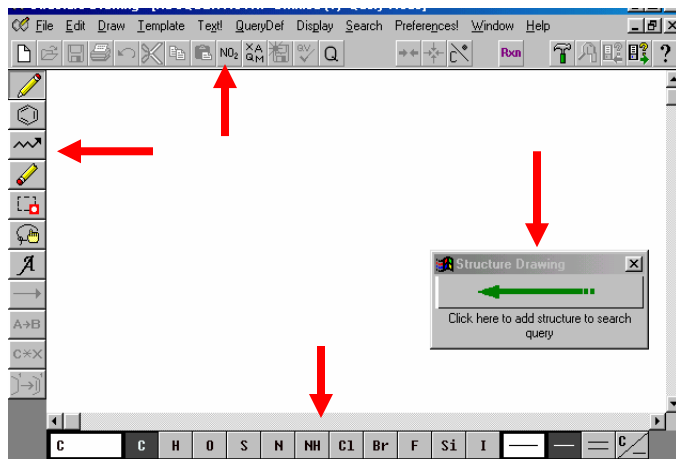 File Edit Draw Template Text! QueryDef Display Search Preferences! Window Help
NO₂ XA QM Q Rxn ?
A
Structure Drawing
Click here to add structure to search
query
A→B
C✳X
C C H O S N NH Cl Br F Si I C